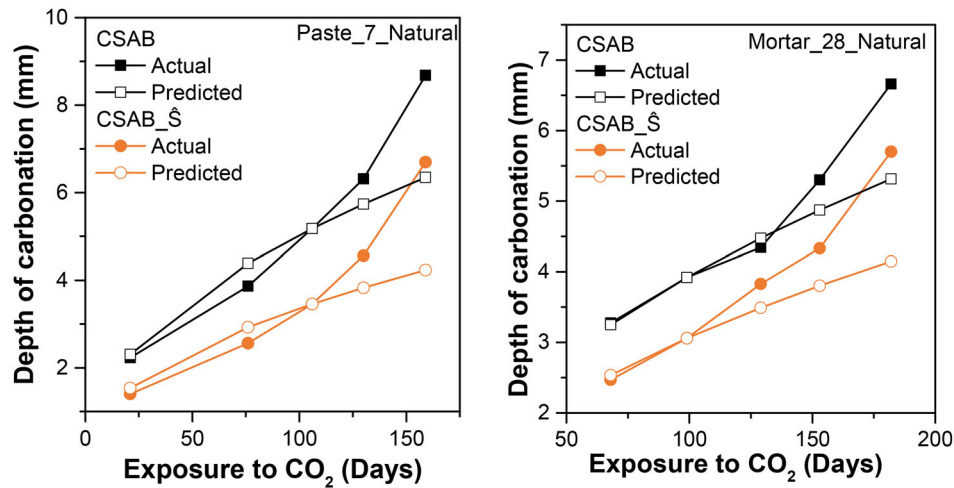 Paste_7_Natural
CSAB
Actual
Predicted
CSAB_Ŝ
Actual
Predicted
10
8
6
4
2
0
50
100
150
Depth of carbonation (mm)
Exposure to CO₂ (Days)
Mortar_28_Natural
CSAB
Actual
Predicted
CSAB_Ŝ
Actual
Predicted
7
6
5
4
3
2
50
100
150
200
Depth of carbonation (mm)
Exposure to CO₂ (Days)